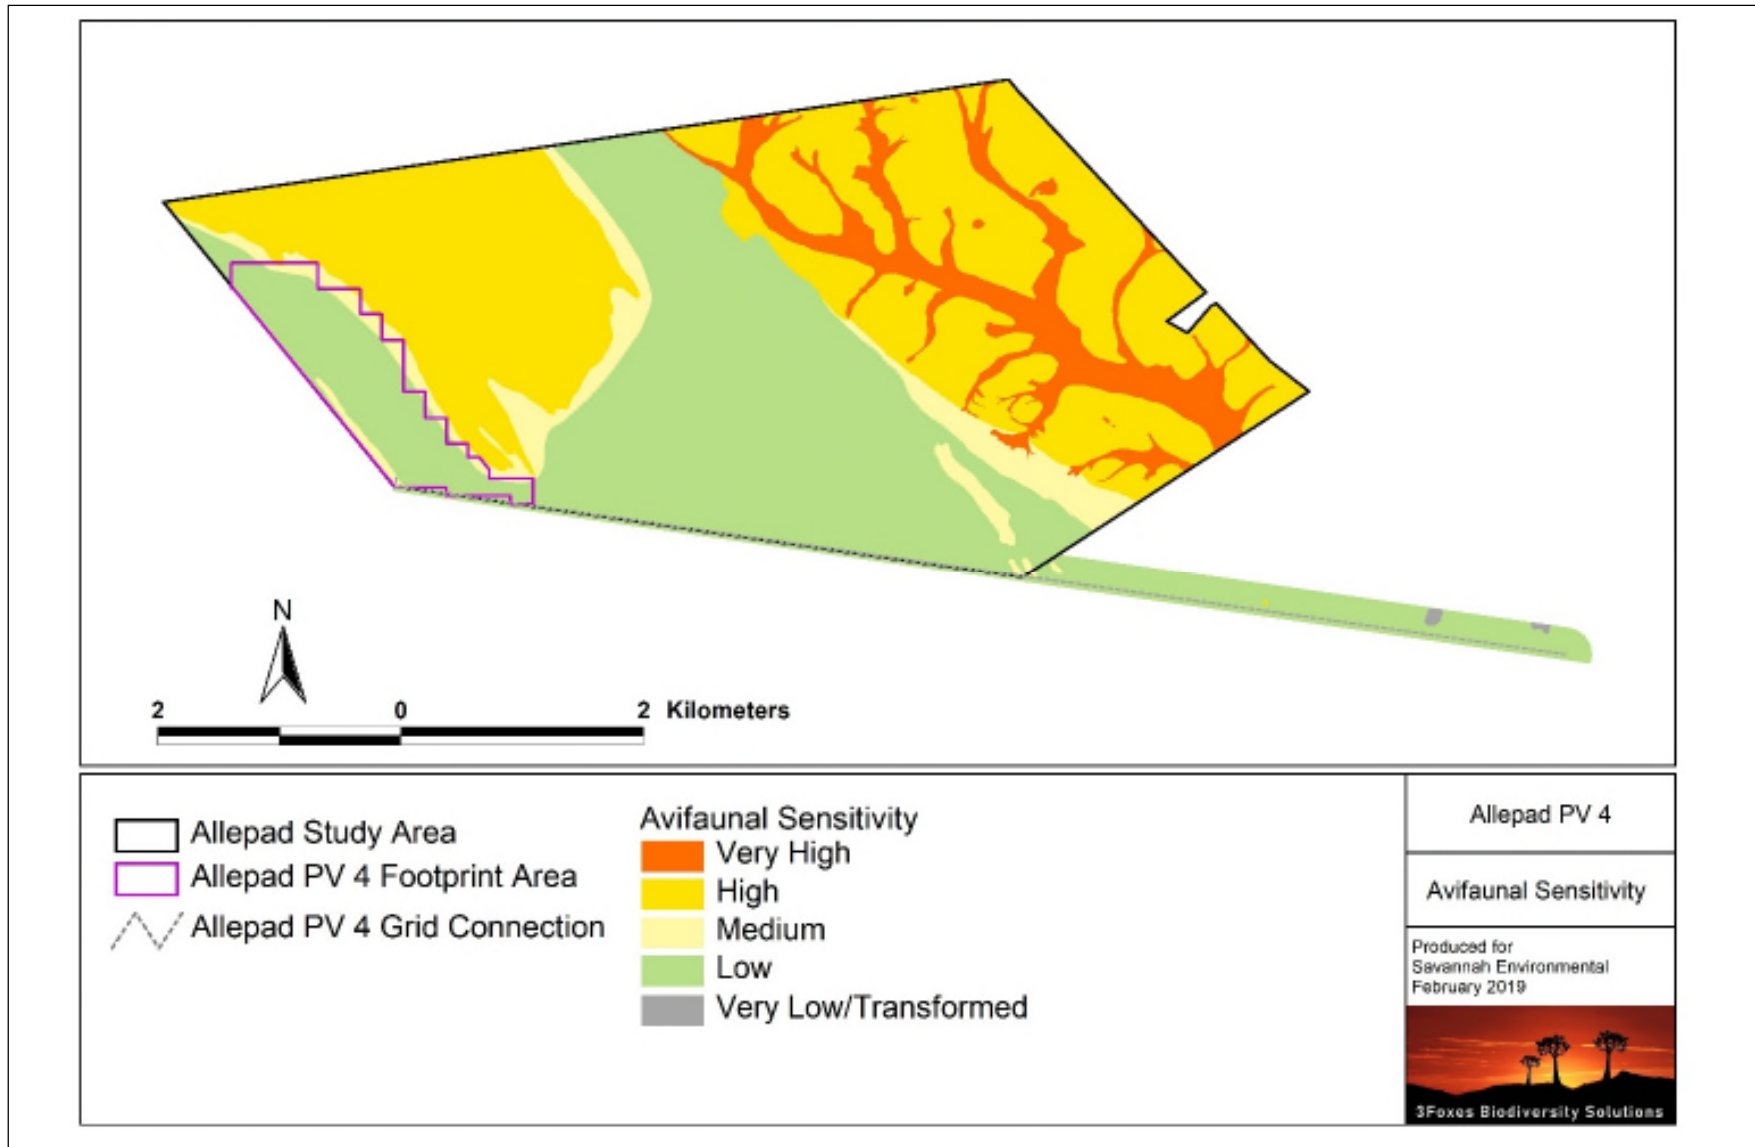 N
2 0 2 Kilometers
Allepad Study Area
Allepad PV 4 Footprint Area
Allepad PV 4 Grid Connection
Avifaunal Sensitivity
Very High
High
Medium
Low
Very Low/Transformed
Allepad PV 4
Avifaunal Sensitivity
Produced for
Savannah Environmental
February 2019
3Foxes Biodiversity Solutions